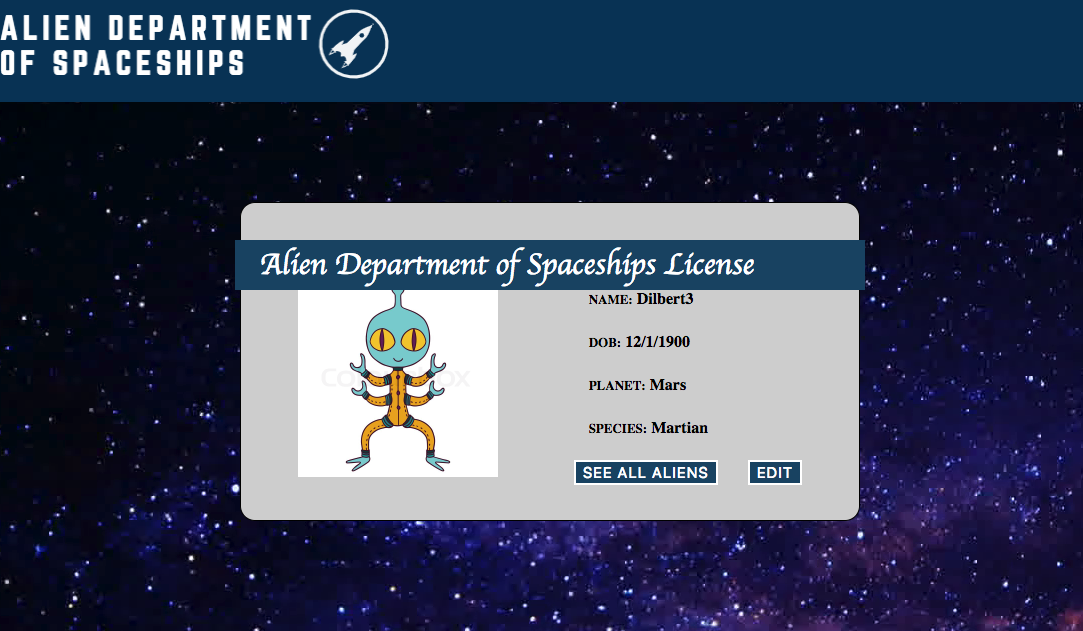 ALIEN DEPARTMENT
OF SPACESHIPS
Alien Department of Spaceships License
NAME: Dilbert3
DOB: 12/1/1900
PLANET: Mars
SPECIES: Martian
SEE ALL ALIENS
EDIT